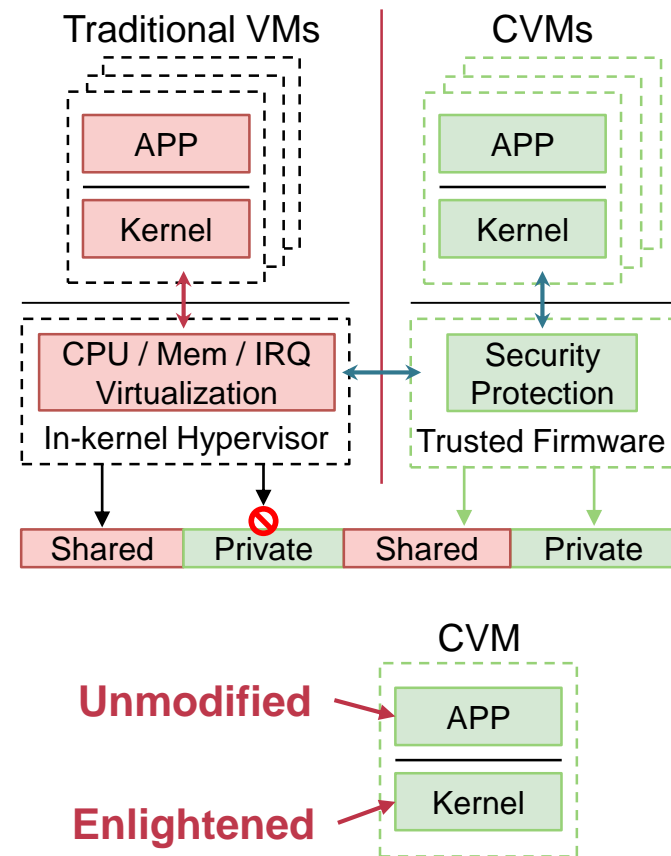 Traditional VMs
CVMs
APP
Kernel
APP
Kernel
CPU / Mem / IRQ
Virtualization
In-kernel Hypervisor
Security
Protection
Trusted Firmware
Shared
Private
Shared
Private
CVM
Unmodified
APP
Enlightened
Kernel